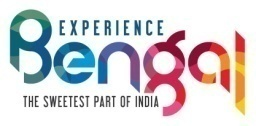 EXPERIENCE
Bengal
THE SWEETEST PART OF INDIA